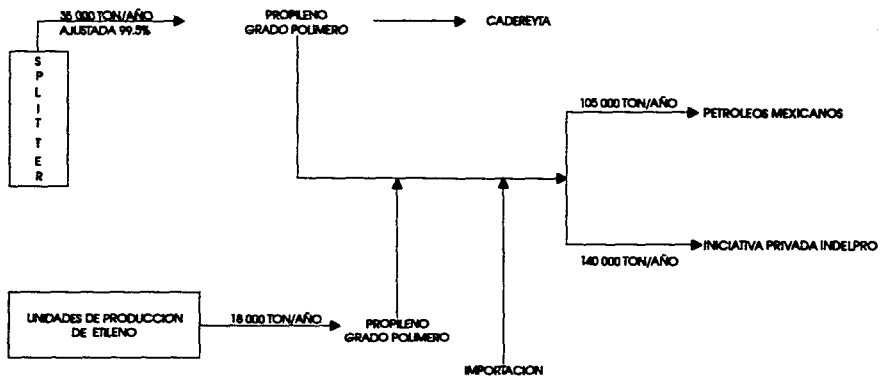 35 000 TON/AÑO
AJUSTADA 99.5%
PROPILENO
GRADO POLIMERO
CADEREYTA
SPLITTER
105 000 TON/AÑO
PETROLEOS MEXICANOS
INICIATIVA PRIVADA INDELPRO
140 000 TON/AÑO
UNIDADES DE PRODUCCION
DE ETILENO
18 000 TON/AÑO
PROPILENO
GRADO POLIMERO
IMPORTACION